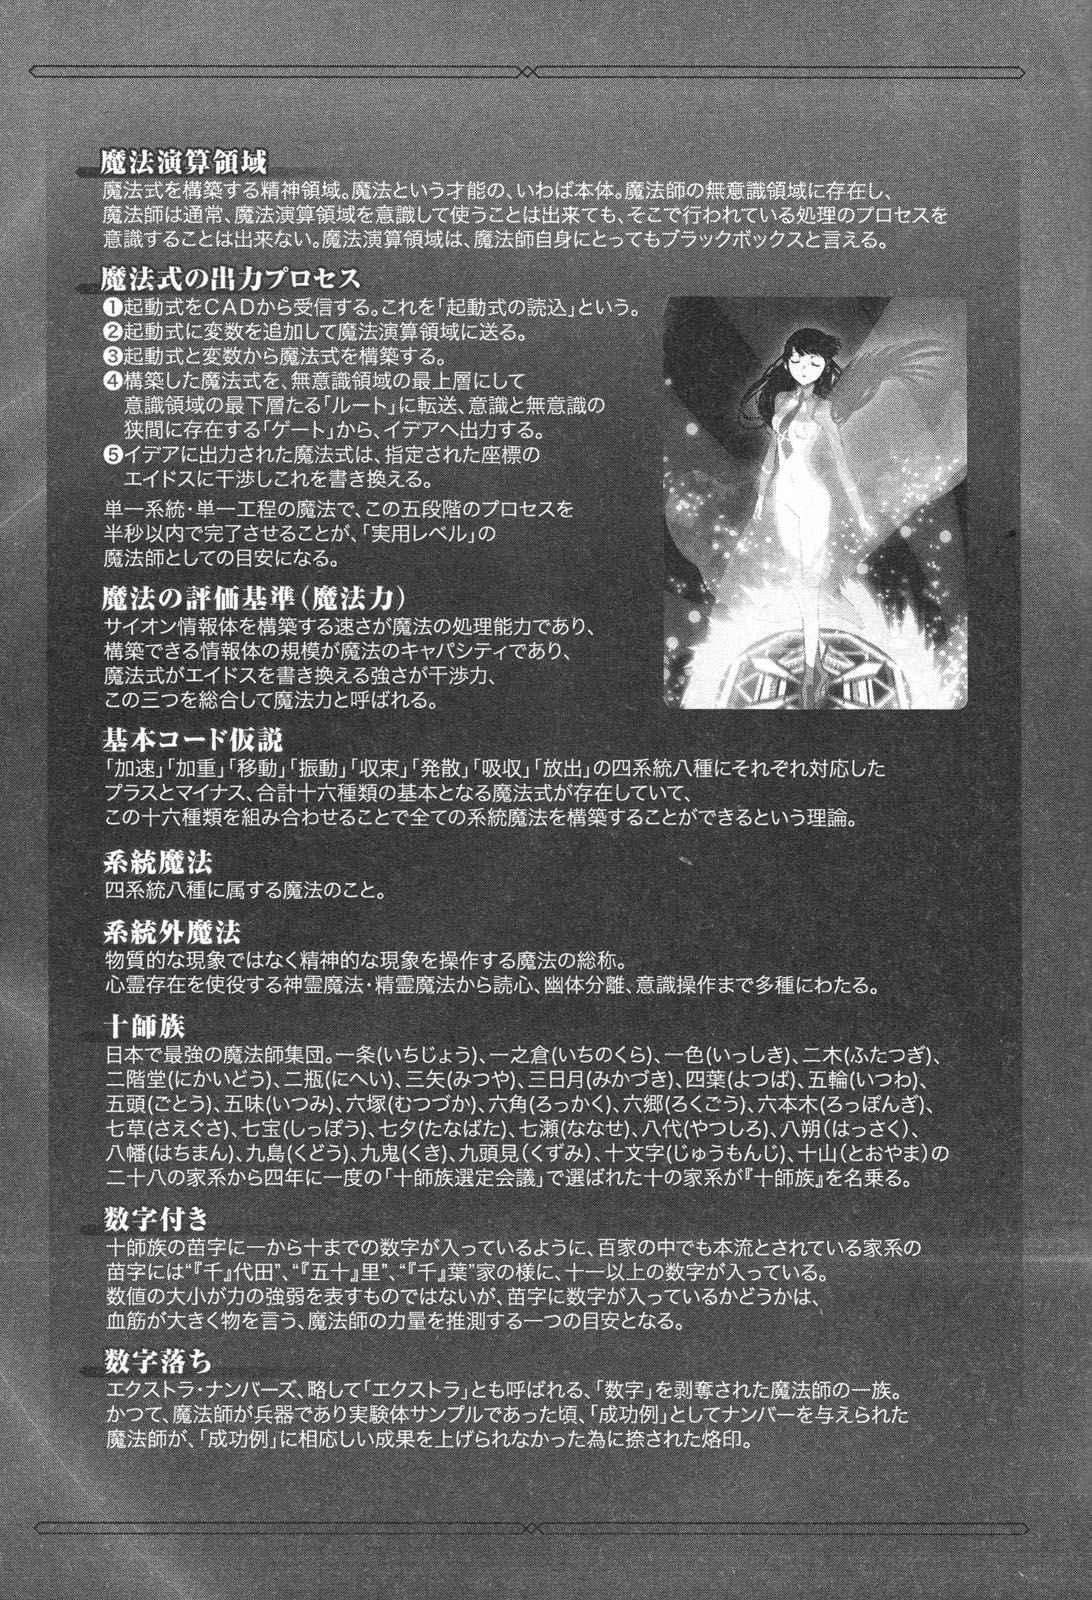 魔法演算領域
魔法式を構築する精神領域。魔法という才能の、いわば本体。魔法師の無意識領域に存在し、
魔法師は通常、魔法演算領域を意識して使うことは出来ても、そこで行われている処理のプロセスを
意識することは出来ない。魔法演算領域は、魔法師自身にとってもブラックボックスと言える。
魔法式の出力プロセス
❶起動式をCADから受信する。これを「起動式の読込」という。
❷起動式に変数を追加して魔法演算領域に送る。
❸起動式と変数から魔法式を構築する。
❹構築した魔法式を、無意識領域の最上層にして
意識領域の最下層たる「ルート」に転送、意識と無意識の
狭間に存在する「ゲート」から、イデアへ出力する。
❺イデアに出力された魔法式は、指定された座標の
エイドスに干渉しこれを書き換える。
単一系統・単一工程の魔法で、この五段階のプロセスを
半秒以内で完了させることが、「実用レベル」の
魔法師としての目安になる。
魔法の評価基準（魔法力）
サイオン情報体を構築する速さが魔法の処理能力であり、
構築できる情報体の規模が魔法のキャパシティであり、
魔法式がエイドスを書き換える強さが干渉力、
この三つを総合して魔法力と呼ばれる。
基本コード仮説
「加速」「加重」「移動」「振動」「収束」「発散」「吸収」「放出」の四系統八種にそれぞれ対応した
プラスとマイナス、合計十六種類の基本となる魔法式が存在していて、
この十六種類を組み合わせることで全ての系統魔法を構築することができるという理論。
系統魔法
四系統八種に属する魔法のこと。
系統外魔法
物質的な現象ではなく精神的な現象を操作する魔法の総称。
心霊存在を使役する神霊魔法・精霊魔法から読心、幽体分離、意識操作まで多種にわたる。
十師族
日本で最強の魔法師集団。一条(いちじょう)、一之倉(いちのくら)、一色(いっしき)、二木(ふたつぎ)、
二階堂(にかいどう)、二瓶(にへい)、三矢(みつや)、三日月(みかづき)、四葉(よつば)、五輪(いつわ)、
五頭(ごとう)、五味(いつみ)、六塚(むつづか)、六角(ろっかく)、六郷(ろくごう)、六本木(ろっぽんぎ)、
七草(さえぐさ)、七宝(しっぽう)、七夕(たなばた)、七瀬(ななせ)、八代(やつしろ)、八朔（はっさく）、
八幡(はちまん)、九島(くどう)、九鬼(くき)、九頭見（くずみ）、十文字(じゅうもんじ)、十山（とおやま）の
二十八の家系から四年に一度の「十師族選定会議」で選ばれた十の家系が『十師族』を名乗る。
数字付き
十師族の苗字に一から十までの数字が入っているように、百家の中でも本流とされている家系の
苗字には“『千』代田”、“『五十』里”、“『千』葉”家の様に、十一以上の数字が入っている。
数値の大小が力の強弱を表すものではないが、苗字に数字が入っているかどうかは、
血筋が大きく物を言う、魔法師の力量を推測する一つの目安となる。
数字落ち
エクストラ・ナンバーズ、略して「エクストラ」とも呼ばれる、「数字」を剥奪された魔法師の一族。
かつて、魔法師が兵器であり実験体サンプルであった頃、「成功例」としてナンバーを与えられた
魔法師が、「成功例」に相応しい成果を上げられなかった為に捺された烙印。